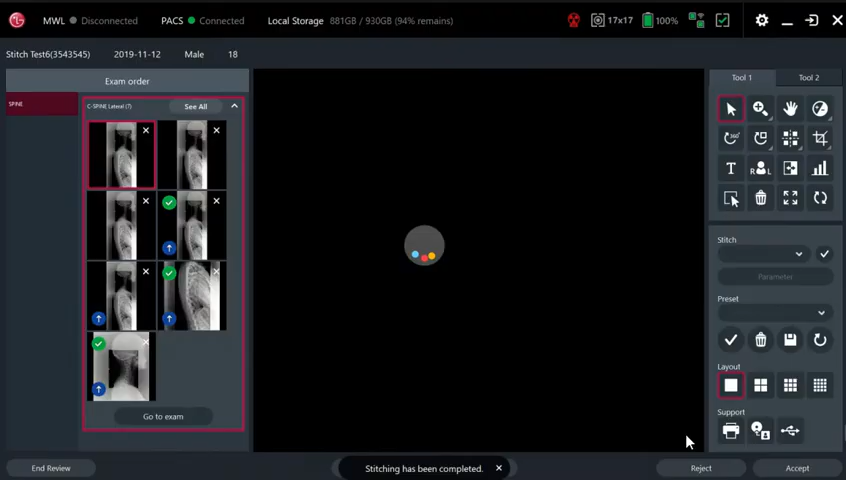 MWL Disconnected PACS Connected Local Storage 881GB / 930GB (94% remains) 17x17 100%
Stitch Test6(3543545) 2019-11-12 Male 18
Exam order
Tool 1 Tool 2
SPINE
C-SPINE Lateral (7) See All
360°
T R L
Stitch
Parameter
Preset
Layout
Support
Go to exam
End Review
Stitching has been completed.
Reject
Accept